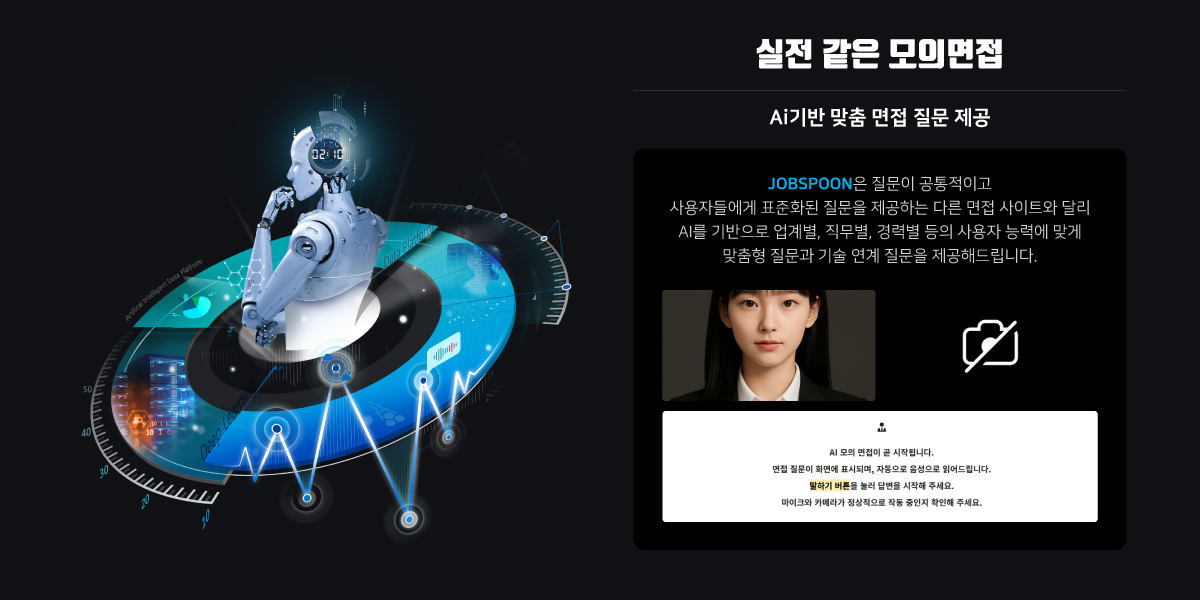 실전 같은 모의면접
Ai기반 맞춤 면접 질문 제공
JOBSPOON은 질문이 공통적이고
사용자들에게 표준화된 질문을 제공하는 다른 면접 사이트와 달리
AI를 기반으로 업계별, 직무별, 경력별 등의 사용자 능력에 맞게
맞춤형 질문과 기술 연계 질문을 제공해드립니다.
AI 모의 면접이 곧 시작됩니다.
면접 질문이 화면에 표시되며, 자동으로 음성으로 읽어드립니다.
말하기 버튼을 눌러 답변을 시작해 주세요.
마이크와 카메라가 정상적으로 작동 중인지 확인해 주세요.
02:10
Artificial Intelligent Data Platform
Data Platform
Deep Learning
50
40
30
20
10